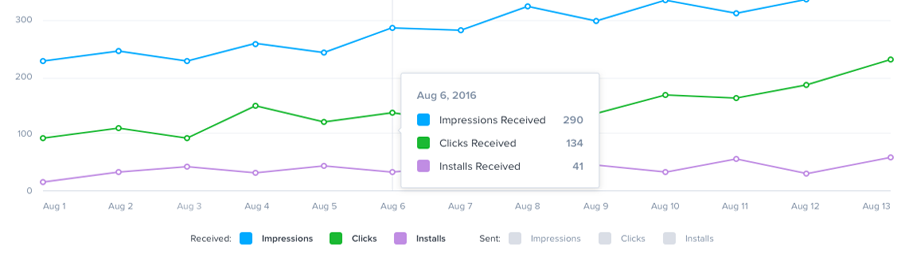 300
200
100
0
Aug 6, 2016
Impressions Received 290
Clicks Received 134
Installs Received 41
Aug 1 Aug 2 Aug 3 Aug 4 Aug 5 Aug 6 Aug 7 Aug 8 Aug 9 Aug 10 Aug 11 Aug 12 Aug 13
Received: Impressions Clicks Installs Sent: Impressions Clicks Installs